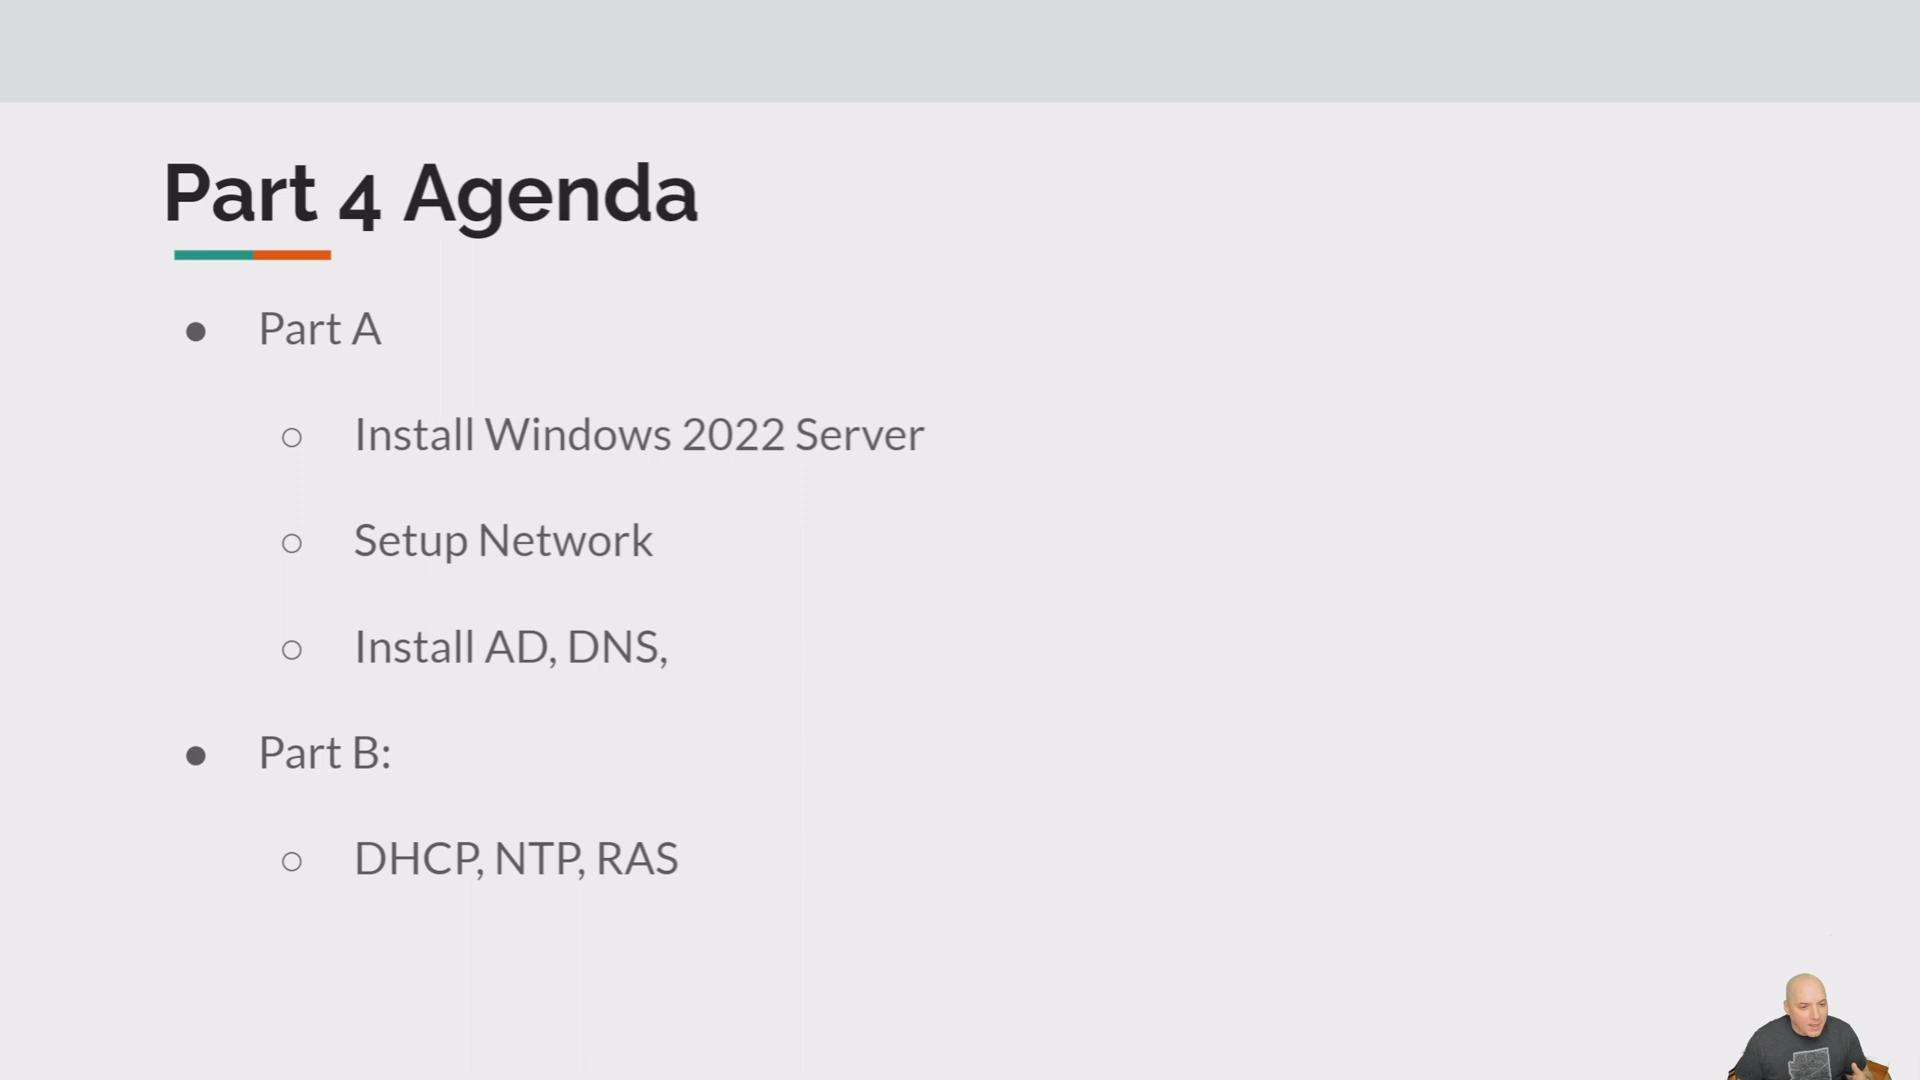 Part 4 Agenda
● Part A
○ Install Windows 2022 Server
○ Setup Network
○ Install AD, DNS,
● Part B:
○ DHCP, NTP, RAS